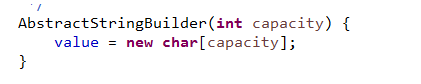 */
AbstractStringBuilder(int capacity) {
    value = new char[capacity];
}